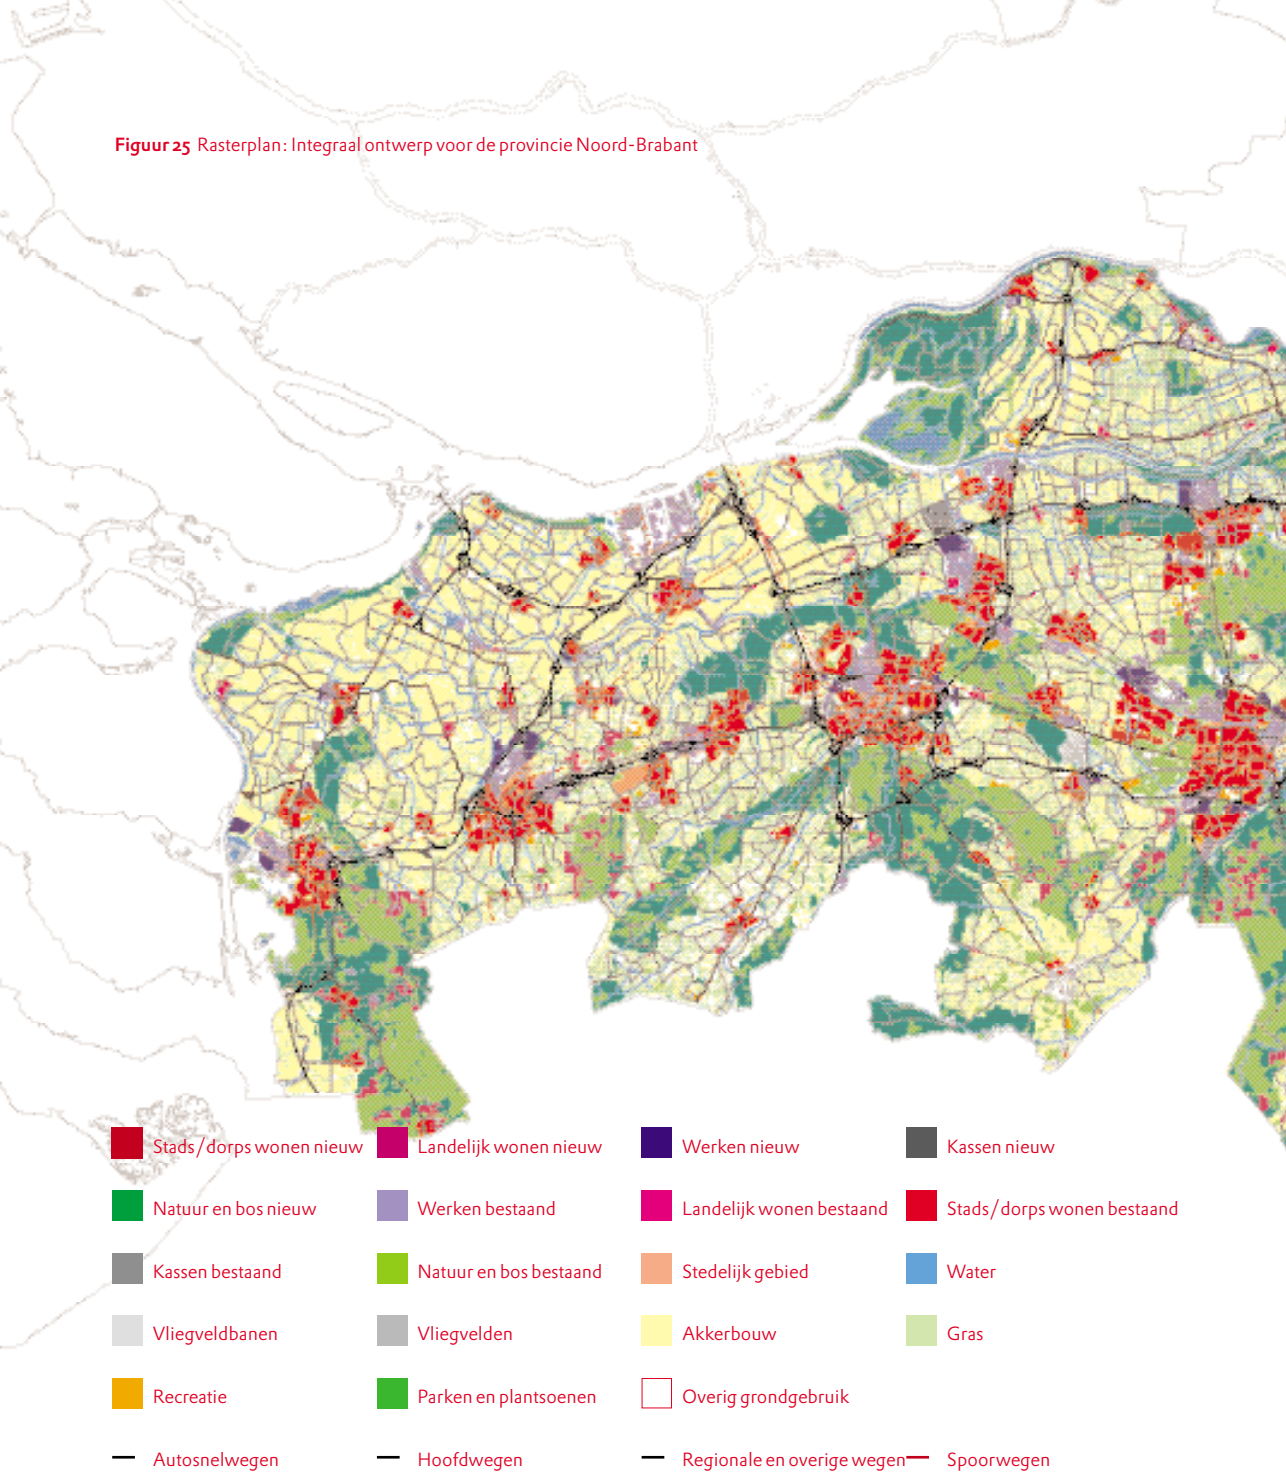 Figuur 25 Rasterplan: Integraal ontwerp voor de provincie Noord-Brabant
Stads/dorps wonen nieuw
Landelijk wonen nieuw
Werken nieuw
Kassen nieuw
Natuur en bos nieuw
Werken bestaand
Landelijk wonen bestaand
Stads/dorps wonen bestaand
Kassen bestaand
Natuur en bos bestaand
Stedelijk gebied
Water
Vliegveldbanen
Vliegvelden
Akkerbouw
Gras
Recreatie
Parken en plantsoenen
Overig grondgebruik
Autosnelwegen
Hoofdwegen
Regionale en overige wegen
Spoorwegen